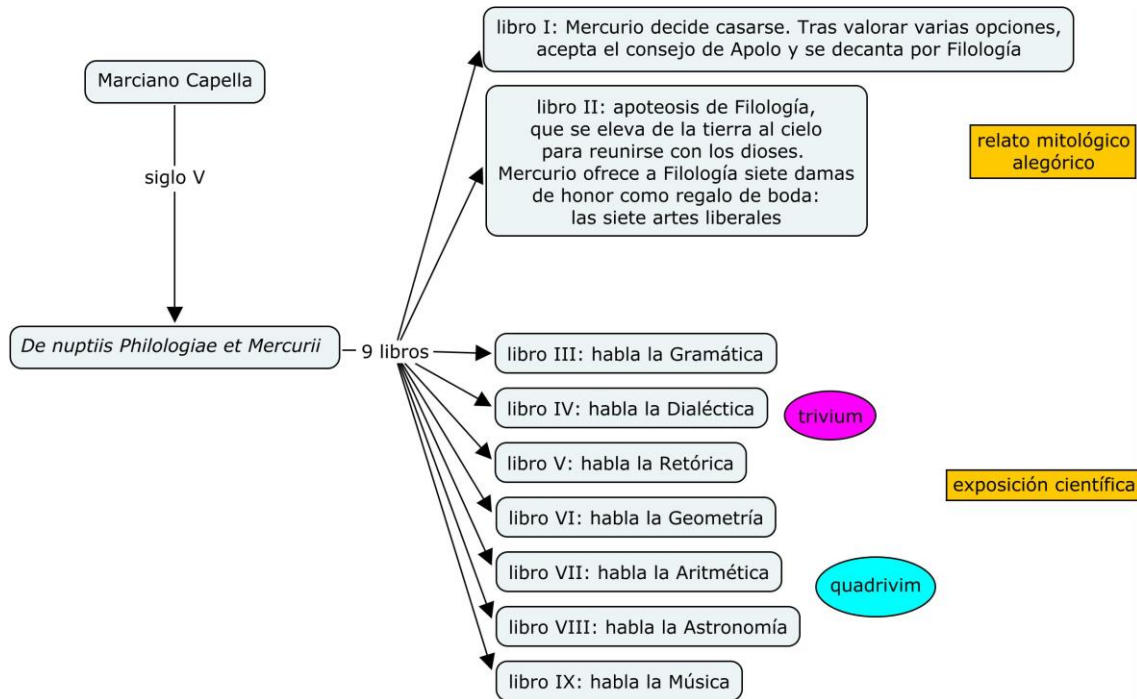 Marciano Capella
siglo V
De nuptiis Philologiae et Mercurii
9 libros
libro I: Mercurio decide casarse. Tras valorar varias opciones,
acepta el consejo de Apolo y se decanta por Filología
libro II: apoteosis de Filología,
que se eleva de la tierra al cielo
para reunirse con los dioses.
Mercurio ofrece a Filología siete damas
de honor como regalo de boda:
las siete artes liberales
relato mitológico
alegórico
libro III: habla la Gramática
libro IV: habla la Dialéctica
libro V: habla la Retórica
trivium
libro VI: habla la Geometría
libro VII: habla la Aritmética
libro VIII: habla la Astronomía
libro IX: habla la Música
quadrivim
exposición científica